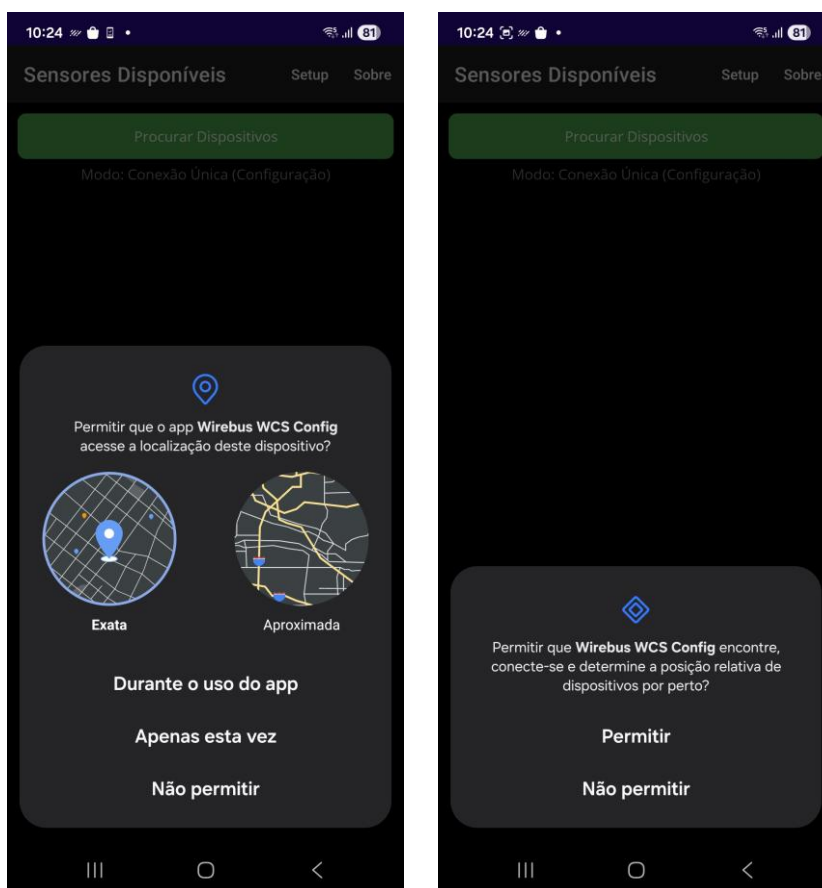 10:24
81
Sensores Disponíveis Setup Sobre
Procurar Dispositivos
Modo: Conexão Única (Configuração)
Permitir que o app Wirebus WCS Config
acesse a localização deste dispositivo?
Exata Aproximada
Durante o uso do app
Apenas esta vez
Não permitir
10:24
81
Sensores Disponíveis Setup Sobre
Procurar Dispositivos
Modo: Conexão Única (Configuração)
Permitir que Wirebus WCS Config encontre,
conecte-se e determine a posição relativa de
dispositivos por perto?
Permitir
Não permitir